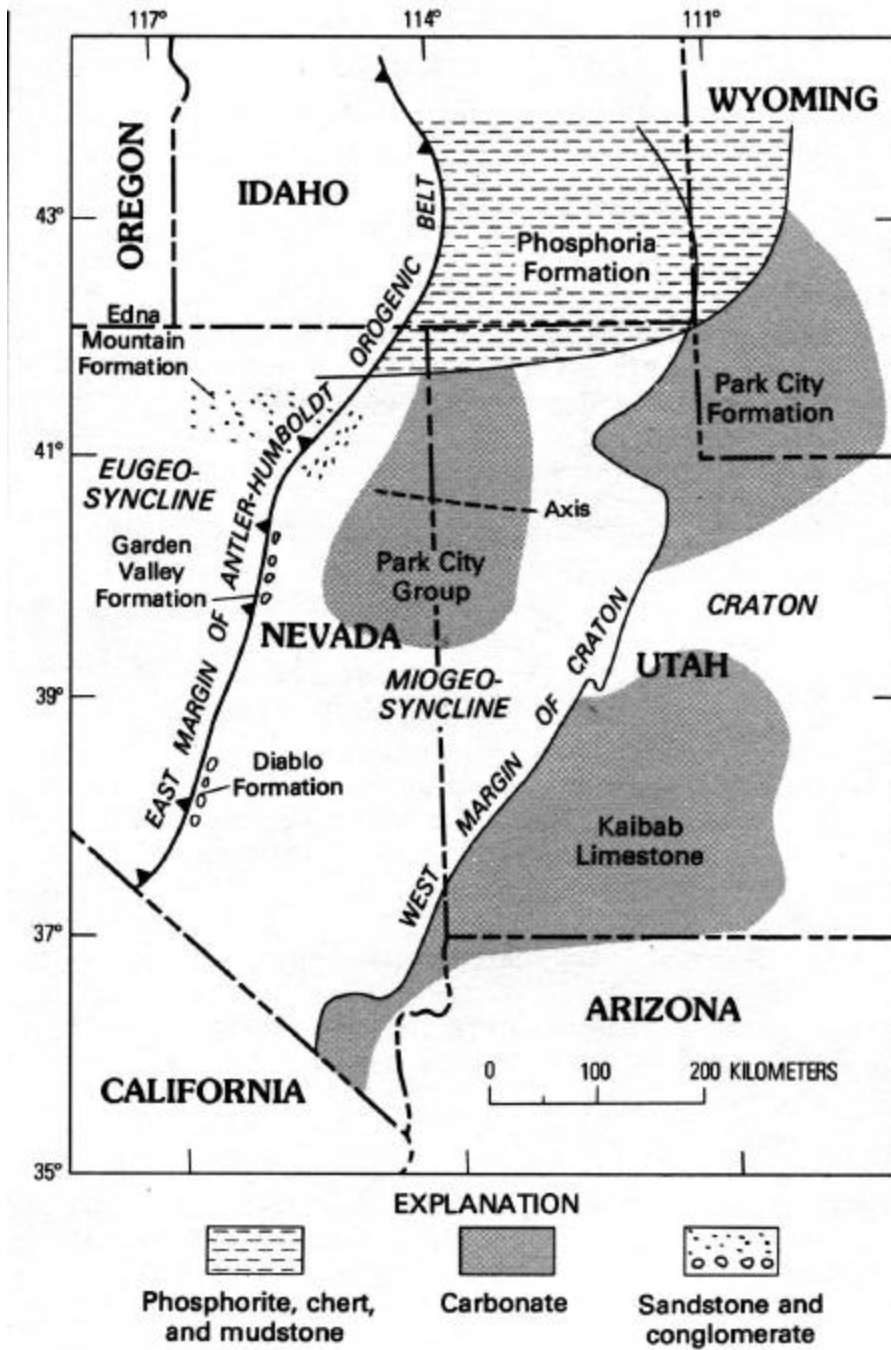 117°
114°
111°
WYOMING
OREGON
IDAHO
BELT
43°
Phosphoria
Formation
OROGENIC
Edna
Mountain
Formation
Park City
Formation
ANTLER-HUMBOLDT
41°
EUGEO-
SYNCLINE
Axis
Garden
Valley
Formation
Park City
Group
CRATON
NEVADA
UTAH
EAST MARGIN OF
MIOGEO-
SYNCLINE
39°
WEST MARGIN OF CRATON
Diablo
Formation
Kaibab
Limestone
37°
ARIZONA
0 100 200 KILOMETERS
CALIFORNIA
35°
EXPLANATION
Phosphorite, chert,
and mudstone
Carbonate
Sandstone and
conglomerate